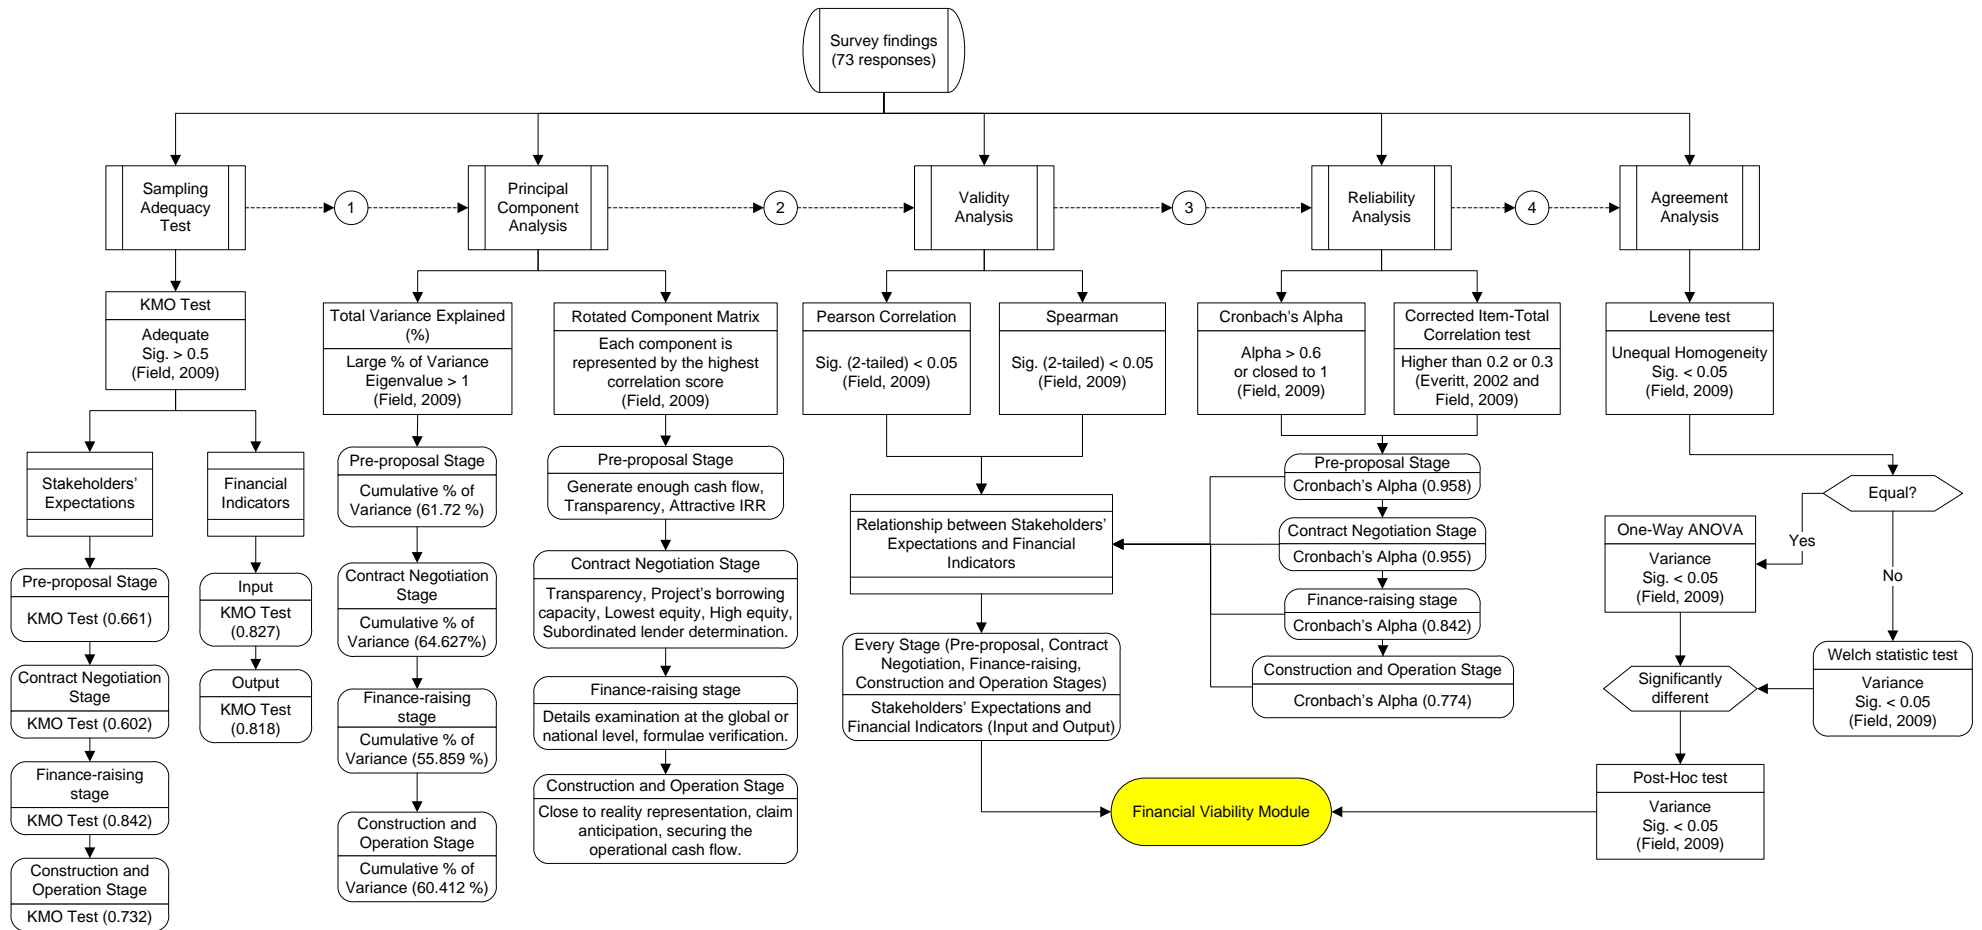 Survey findings
(73 responses)
Sampling
Adequacy
Test
1
Principal
Component
Analysis
2
Validity
Analysis
3
Reliability
Analysis
4
Agreement
Analysis
KMO Test
Adequate
Sig. > 0.5
(Field, 2009)
Stakeholders'
Expectations
Financial
Indicators
Pre-proposal Stage
KMO Test (0.661)
Contract Negotiation
Stage
KMO Test (0.602)
Finance-raising
stage
KMO Test (0.842)
Construction and
Operation Stage
KMO Test (0.732)
Input
KMO Test
(0.827)
Output
KMO Test
(0.818)
Total Variance Explained
(%)
Large % of Variance
Eigenvalue > 1
(Field, 2009)
Pre-proposal Stage
Cumulative % of
Variance (61.72 %)
Contract Negotiation
Stage
Cumulative % of
Variance (64.627%)
Finance-raising
stage
Cumulative % of
Variance (55.859 %)
Construction and
Operation Stage
Cumulative % of
Variance (60.412 %)
Rotated Component Matrix
Each component is
represented by the highest
correlation score
(Field, 2009)
Pre-proposal Stage
Generate enough cash flow,
Transparency, Attractive IRR
Contract Negotiation Stage
Transparency, Project's borrowing
capacity, Lowest equity, High equity,
Subordinated lender determination.
Finance-raising stage
Details examination at the global or
national level, formulae verification.
Construction and Operation Stage
Close to reality representation, claim
anticipation, securing the
operational cash flow.
Pearson Correlation
Sig. (2-tailed) < 0.05
(Field, 2009)
Spearman
Sig. (2-tailed) < 0.05
(Field, 2009)
Relationship between Stakeholders'
Expectations and Financial
Indicators
Every Stage (Pre-proposal, Contract
Negotiation, Finance-raising,
Construction and Operation Stages)
Stakeholders' Expectations and
Financial Indicators (Input and Output)
Cronbach's Alpha
Alpha > 0.6
or closed to 1
(Field, 2009)
Corrected Item-Total
Correlation test
Higher than 0.2 or 0.3
(Everitt, 2002 and
Field, 2009)
Pre-proposal Stage
Cronbach's Alpha (0.958)
Contract Negotiation Stage
Cronbach's Alpha (0.955)
Finance-raising stage
Cronbach's Alpha (0.842)
Construction and Operation Stage
Cronbach's Alpha (0.774)
Levene test
Unequal Homogeneity
Sig. < 0.05
(Field, 2009)
Equal?
Yes
No
One-Way ANOVA
Variance
Sig. < 0.05
(Field, 2009)
Welch statistic test
Variance
Sig. < 0.05
(Field, 2009)
Significantly
different
Post-Hoc test
Variance
Sig. < 0.05
(Field, 2009)
Financial Viability Module